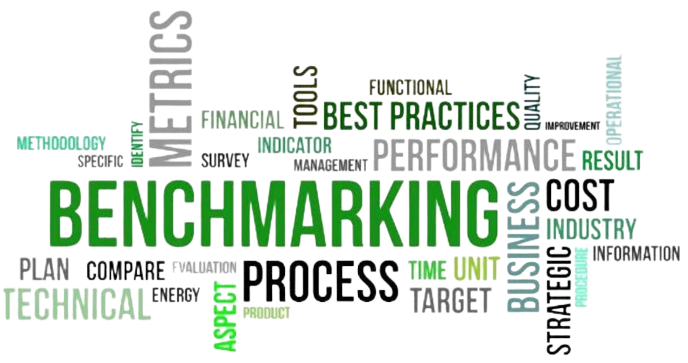 METRICS
TOOLS
FUNCTIONAL
QUALITY
OPERATIONAL
FINANCIAL
BEST PRACTICES
IMPROVEMENT
METHODOLOGY
IDENTIFY
SPECIFIC
SURVEY
INDICATOR
MANAGEMENT
PERFORMANCE
RESULT
BENCHMARKING
BUSINESS
COST
INDUSTRY
STRATEGIC
PROCEDURE
INFORMATION
PLAN
COMPARE
EVALUATION
PROCESS
TIME
UNIT
TECHNICAL
ENERGY
ASPECT
PRODUCT
TARGET